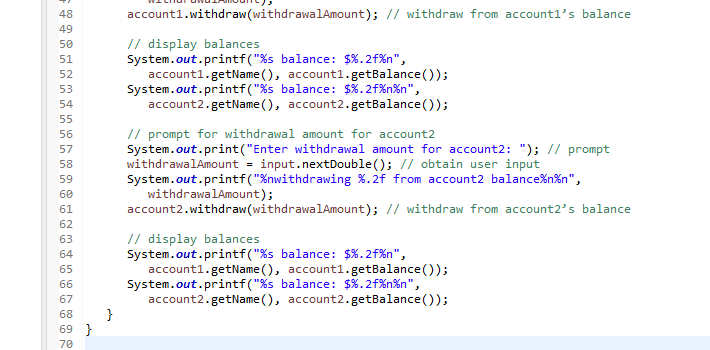 47 withdrawalAmount);
48 account1.withdraw(withdrawalAmount); // withdraw from account1’s balance
49
50 // display balances
51 System.out.printf("%s balance: $%.2f%n",
52 account1.getName(), account1.getBalance());
53 System.out.printf("%s balance: $%.2f%n%n",
54 account2.getName(), account2.getBalance());
55
56 // prompt for withdrawal amount for account2
57 System.out.print("Enter withdrawal amount for account2: "); // prompt
58 withdrawalAmount = input.nextDouble(); // obtain user input
59 System.out.printf("%nwithdrawing %.2f from account2 balance%n%n",
60 withdrawalAmount);
61 account2.withdraw(withdrawalAmount); // withdraw from account2’s balance
62
63 // display balances
64 System.out.printf("%s balance: $%.2f%n",
65 account1.getName(), account1.getBalance());
66 System.out.printf("%s balance: $%.2f%n%n",
67 account2.getName(), account2.getBalance());
68 }
69 }
70